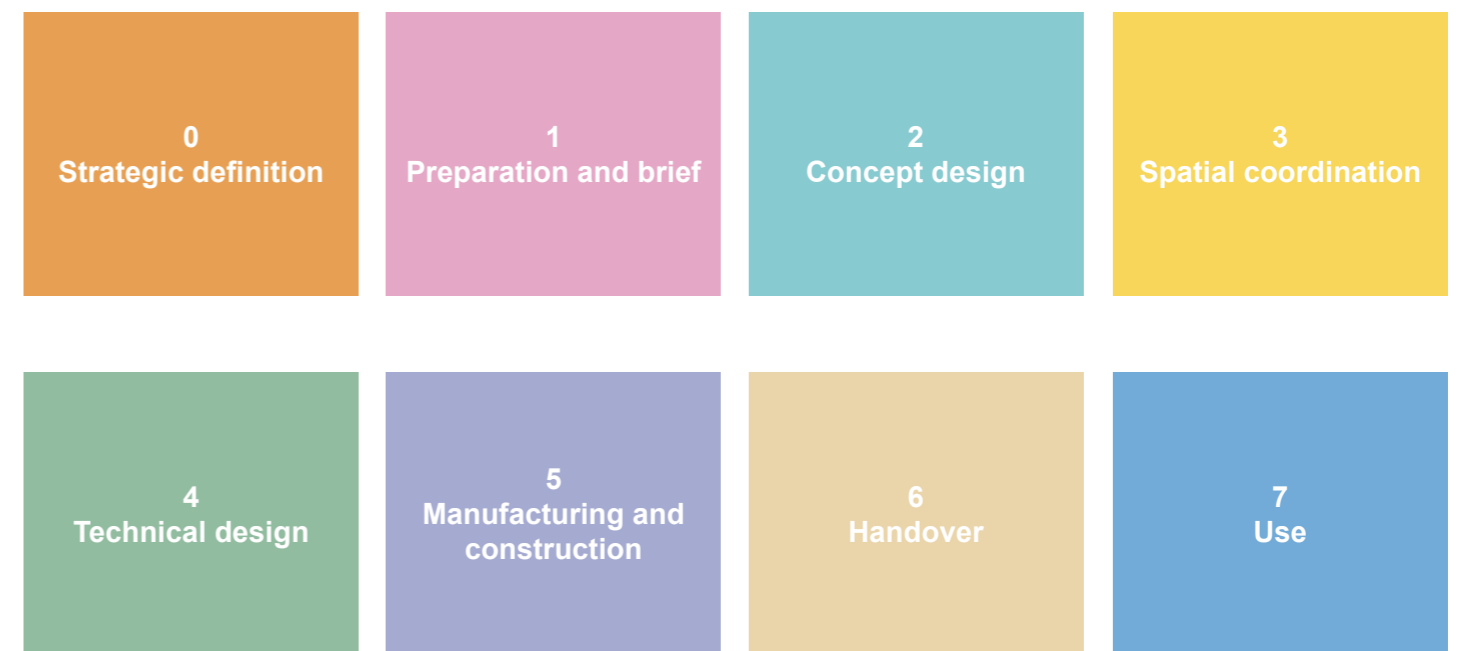 0
Strategic definition
1
Preparation and brief
2
Concept design
3
Spatial coordination
4
Technical design
5
Manufacturing and
construction
6
Handover
7
Use